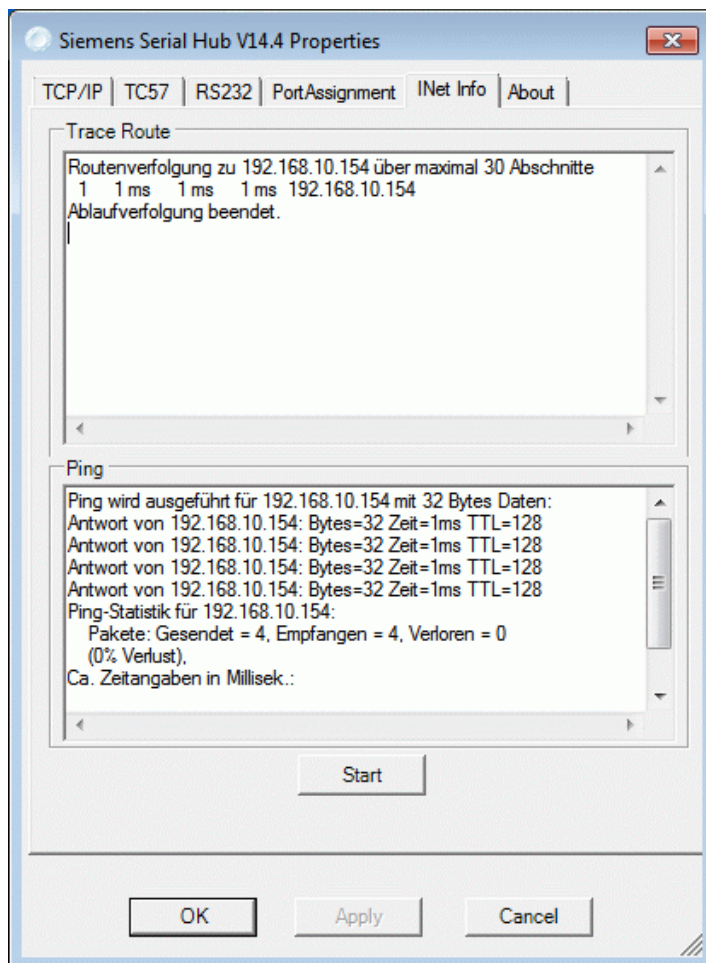 Siemens Serial Hub V14.4 Properties
TCP/IP TC57 RS232 PortAssignment INet Info About
Trace Route
Routenverfolgung zu 192.168.10.154 über maximal 30 Abschnitte
1 1 ms 1 ms 1 ms 192.168.10.154
Ablaufverfolgung beendet.
Ping
Ping wird ausgeführt für 192.168.10.154 mit 32 Bytes Daten:
Antwort von 192.168.10.154: Bytes=32 Zeit=1ms TTL=128
Antwort von 192.168.10.154: Bytes=32 Zeit=1ms TTL=128
Antwort von 192.168.10.154: Bytes=32 Zeit=1ms TTL=128
Antwort von 192.168.10.154: Bytes=32 Zeit=1ms TTL=128
Ping-Statistik für 192.168.10.154:
Pakete: Gesendet = 4, Empfangen = 4, Verloren = 0
(0% Verlust),
Ca. Zeitangaben in Millisek.:
Start
OK Apply Cancel